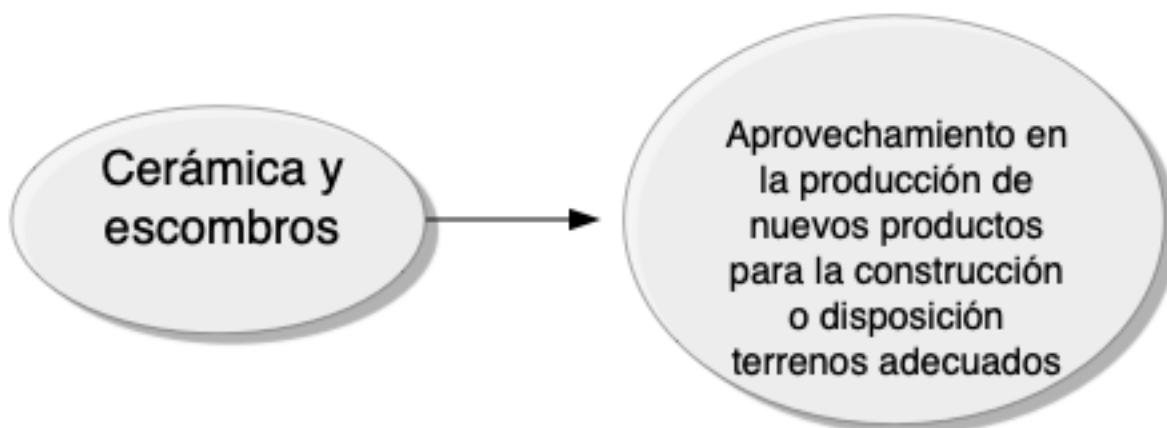 Cerámica y
escombros
Aprovechamiento en
la producción de
nuevos productos
para la construcción
o disposición
terrenos adecuados